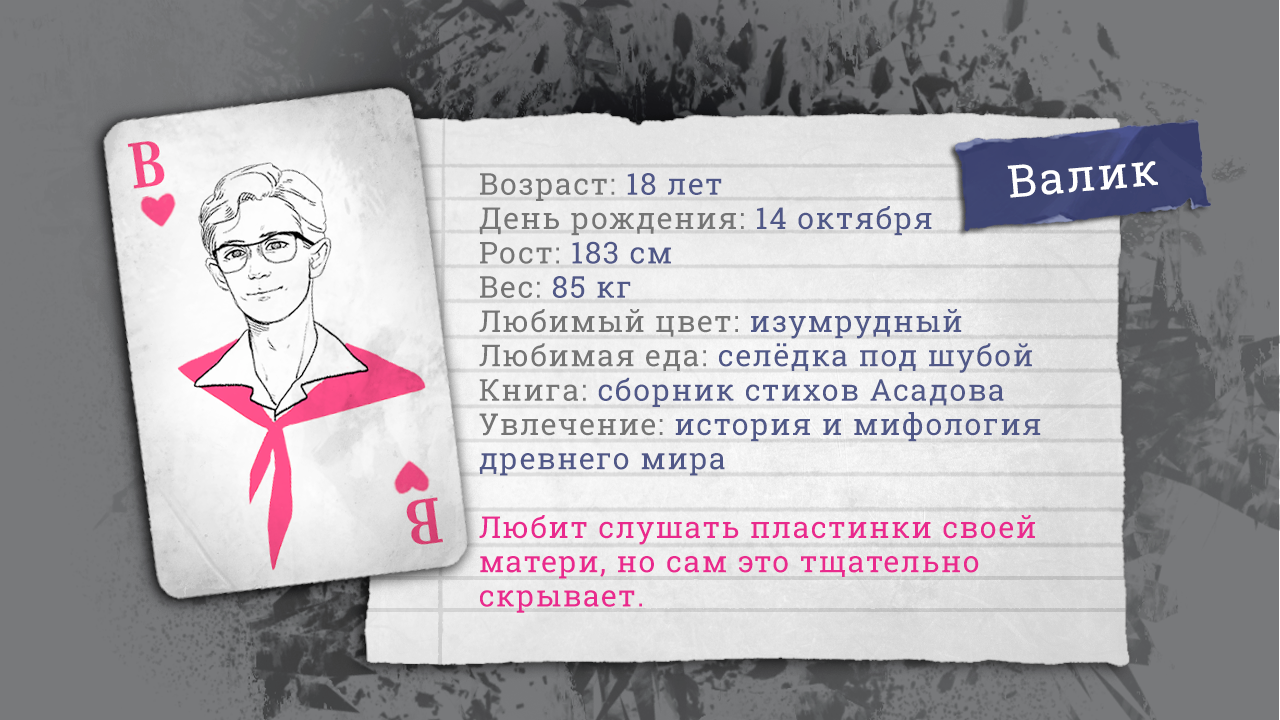 В
Валик
Возраст: 18 лет
День рождения: 14 октября
Рост: 183 см
Вес: 85 кг
Любимый цвет: изумрудный
Любимая еда: селёдка под шубой
Книга: сборник стихов Асадова
Увлечение: история и мифология
древнего мира
Любит слушать пластинки своей
матери, но сам это тщательно
скрывает.
В